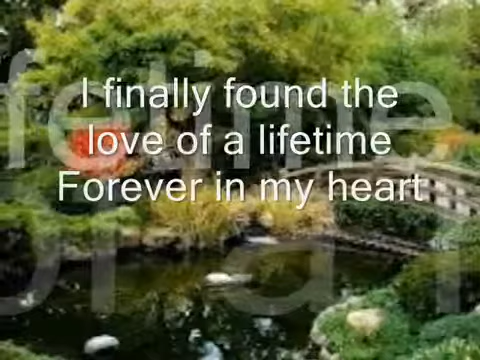 I finally found the
love of a lifetime
Forever in my heart